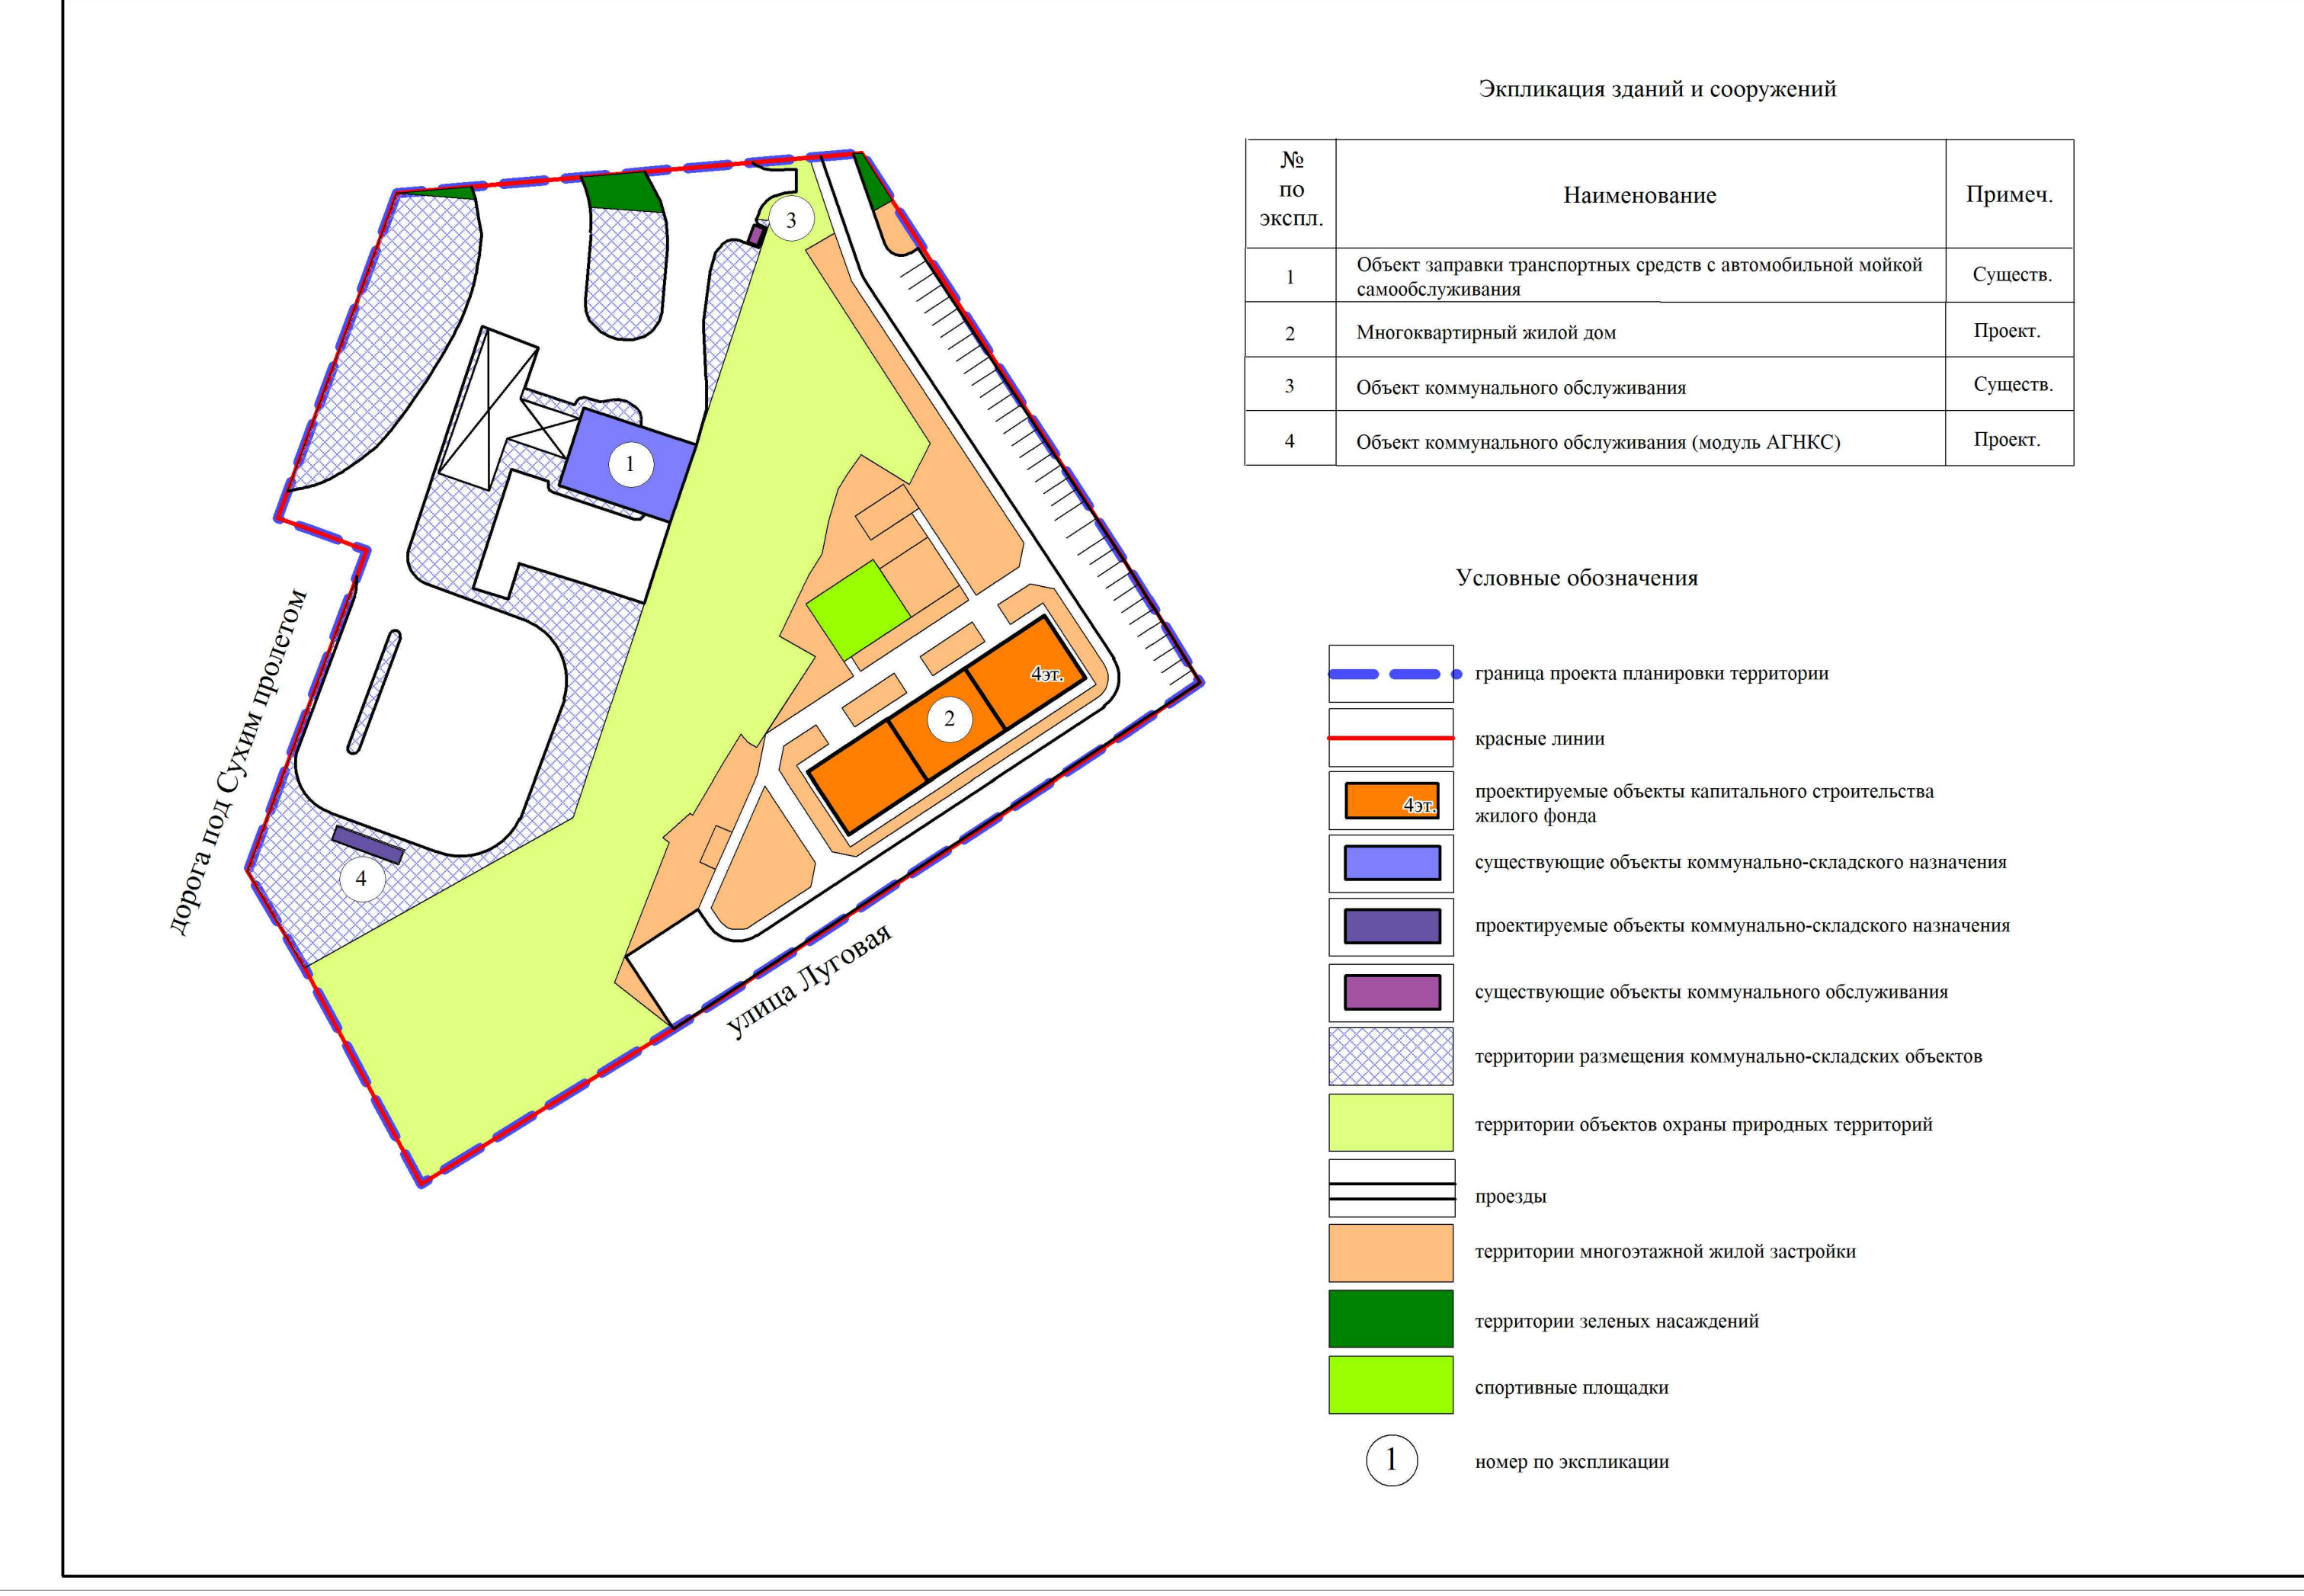 Экпликация зданий и сооружений
№
по
экспл.
Наименование
Примеч.
1
Объект заправки транспортных средств с автомобильной мойкой
самообслуживания
Существ.
2
Многоквартирный жилой дом
Проект.
3
Объект коммунального обслуживания
Существ.
4
Объект коммунального обслуживания (модуль АГНКС)
Проект.
3
1
4эт.
2
4
дорога под Сухим пролетом
улица Луговая
Условные обозначения
граница проекта планировки территории
красные линии
4эт.
проектируемые объекты капитального строительства
жилого фонда
существующие объекты коммунально-складского назначения
проектируемые объекты коммунально-складского назначения
существующие объекты коммунального обслуживания
территории размещения коммунально-складских объектов
территории объектов охраны природных территорий
проезды
территории многоэтажной жилой застройки
территории зеленых насаждений
спортивные площадки
1
номер по экспликации